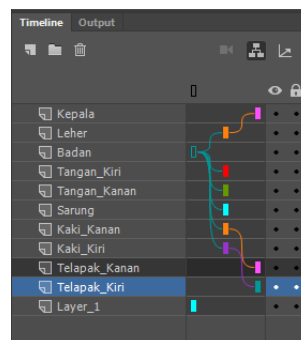 Timeline Output
Kepala
Leher
Badan
Tangan_Kiri
Tangan_Kanan
Sarung
Kaki_Kanan
Kaki_Kiri
Telapak_Kanan
Telapak_Kiri
Layer_1